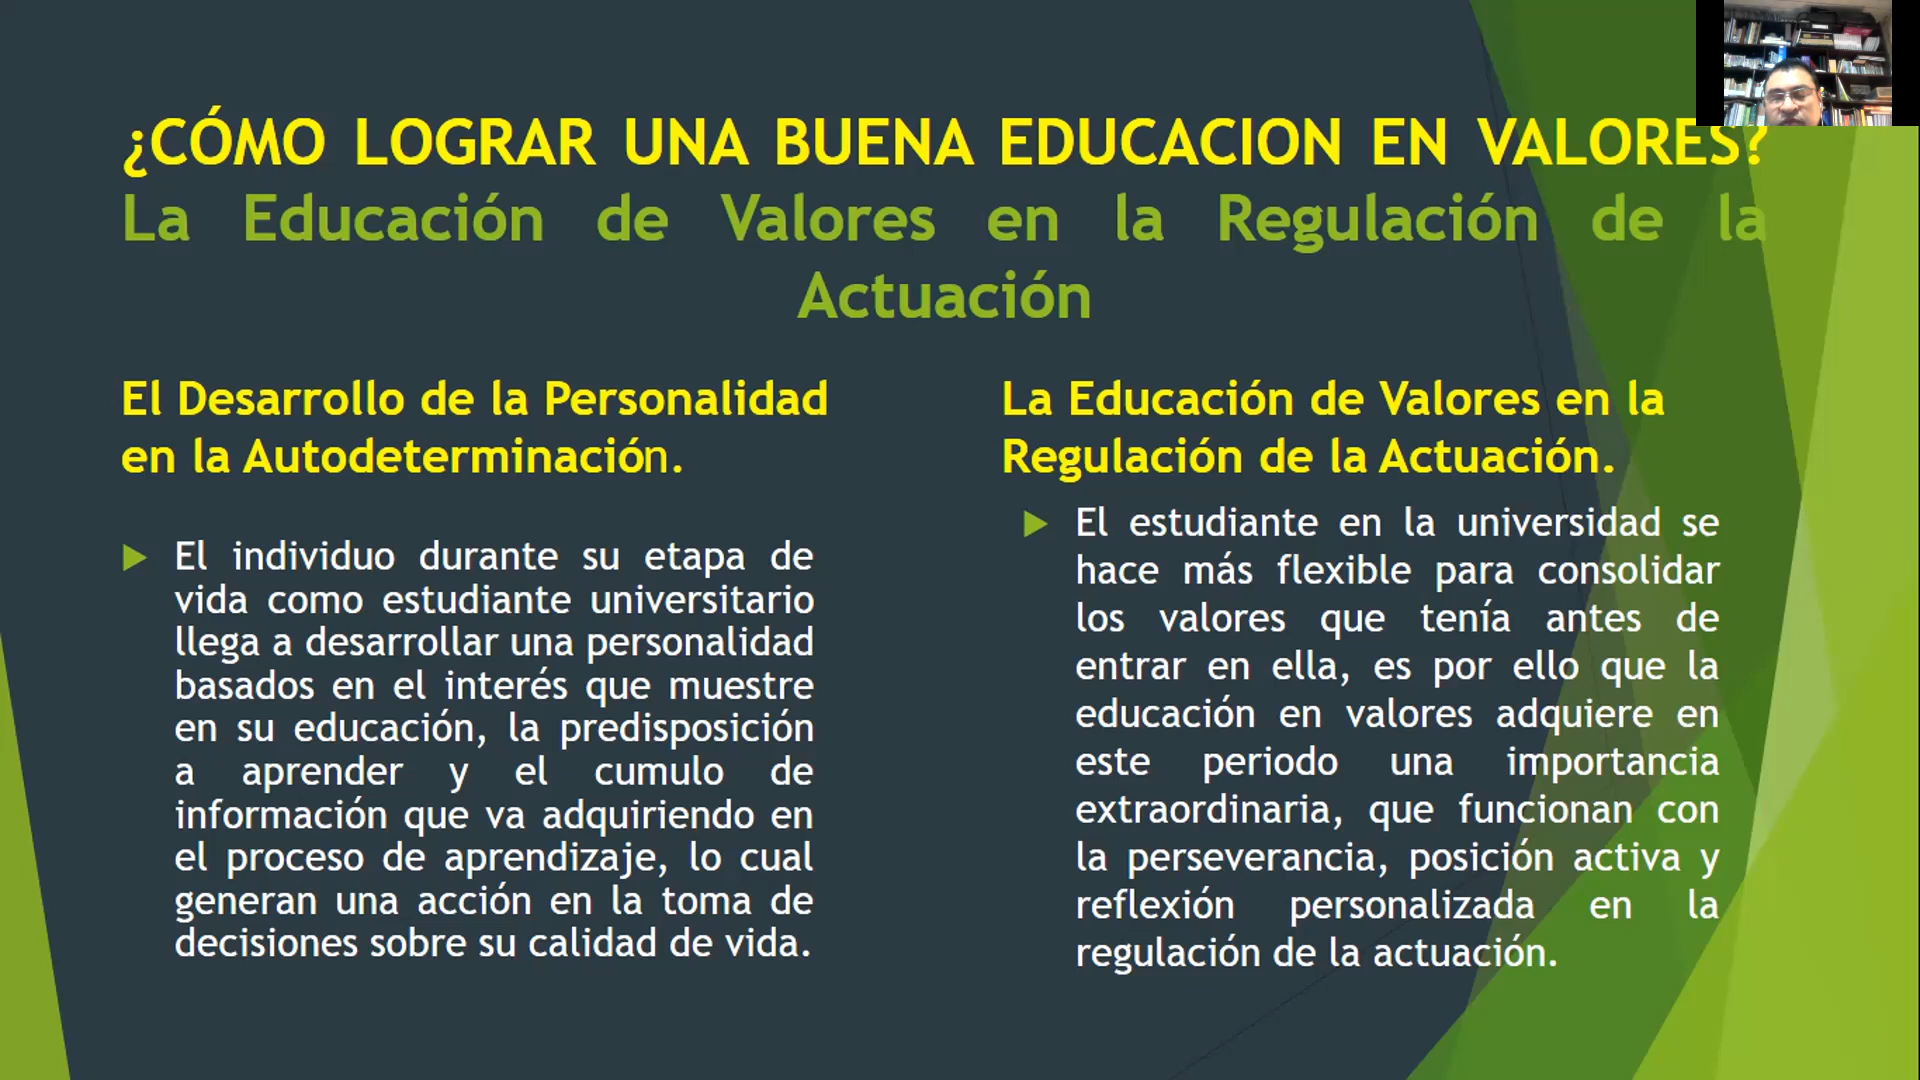 ¿CÓMO LOGRAR UNA BUENA EDUCACION EN VALORES?
La Educación de Valores en la Regulación de la
Actuación
El Desarrollo de la Personalidad
en la Autodeterminación.
El individuo durante su etapa de
vida como estudiante universitario
llega a desarrollar una personalidad
basados en el interés que muestre
en su educación, la predisposición
a aprender y el cumulo de
información que va adquiriendo en
el proceso de aprendizaje, lo cual
generan una acción en la toma de
decisiones sobre su calidad de vida.
La Educación de Valores en la
Regulación de la Actuación.
El estudiante en la universidad se
hace más flexible para consolidar
los valores que tenía antes de
entrar en ella, es por ello que la
educación en valores adquiere en
este periodo una importancia
extraordinaria, que funcionan con
la perseverancia, posición activa y
reflexión personalizada en la
regulación de la actuación.